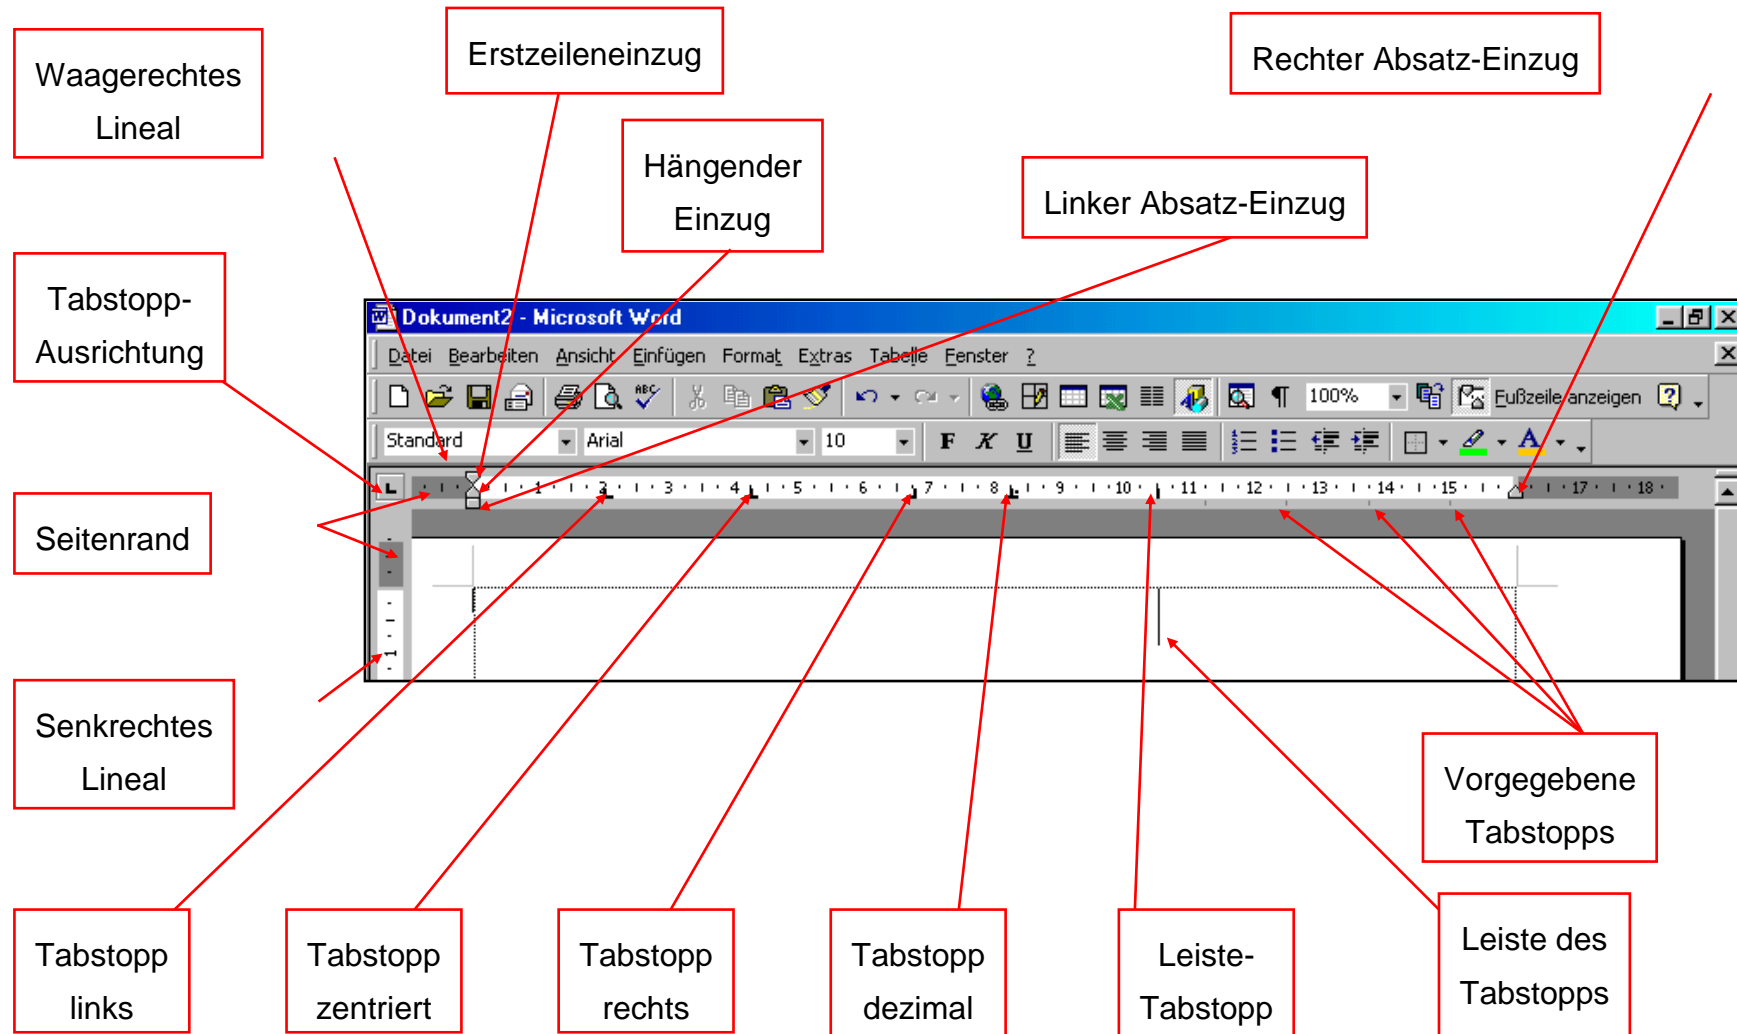 Waagerechtes
Lineal
Erstzeileneinzug
Rechter Absatz-Einzug
Hängender
Einzug
Linker Absatz-Einzug
Tabstopp-
Ausrichtung
Dokument2 - Microsoft Word
Datei Bearbeiten Ansicht Einfügen Format Extras Tabelle Fenster ?
ABC 100% Fußzeile anzeigen
Standard Arial 10 F K U A
1 2 3 4 5 6 7 8 9 10 11 12 13 14 15 17 18
Seitenrand
1
Senkrechtes
Lineal
Vorgegebene
Tabstopps
Tabstopp
links
Tabstopp
zentriert
Tabstopp
rechts
Tabstopp
dezimal
Leiste-
Tabstopp
Leiste des
Tabstopps